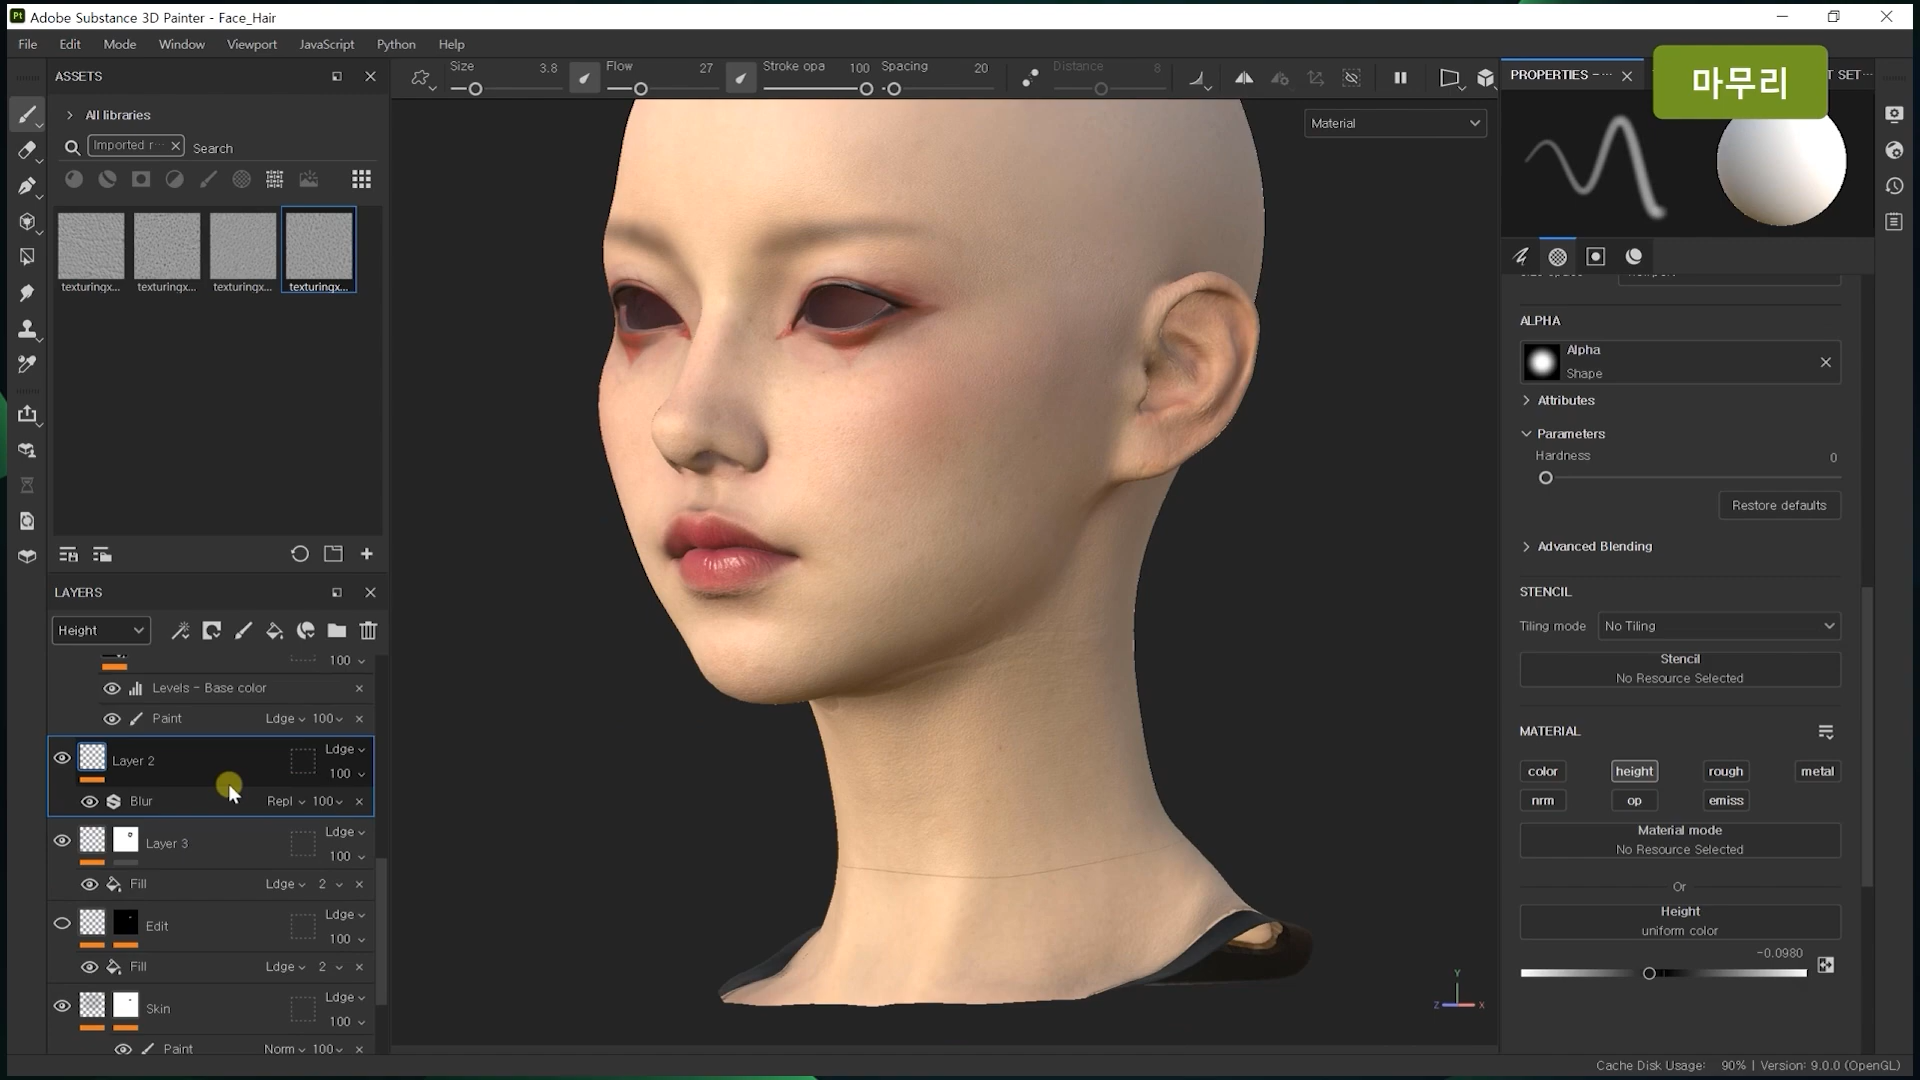 Pt Adobe Substance 3D Painter - Face_Hair
File Edit Mode Window Viewport JavaScript Python Help
마무리
ASSETS
Size 3.8
Flow 27
Stroke opa 100
Spacing 20
Distance 8
PROPERTIES - ···
T SET···
All libraries
Imported r···
Search
Material
texturingx...
texturingx...
texturingx...
texturingx...
ALPHA
Alpha
Shape
Attributes
Parameters
Hardness 0
Restore defaults
Advanced Blending
STENCIL
Tiling mode No Tiling
Stencil
No Resource Selected
MATERIAL
color height rough metal
nrm op emiss
Material mode
No Resource Selected
Or
Height
uniform color
-0.0980
LAYERS
Height
100
Levels - Base color
Paint Ldge 100
Layer 2 Ldge
100
Blur Repl 100
Layer 3 Ldge
100
Fill Ldge 2
Edit Ldge
100
Fill Ldge 2
Skin Ldge
100
Paint Norm 100
Y
Z X
Cache Disk Usage: 90% | Version: 9.0.0 (OpenGL)